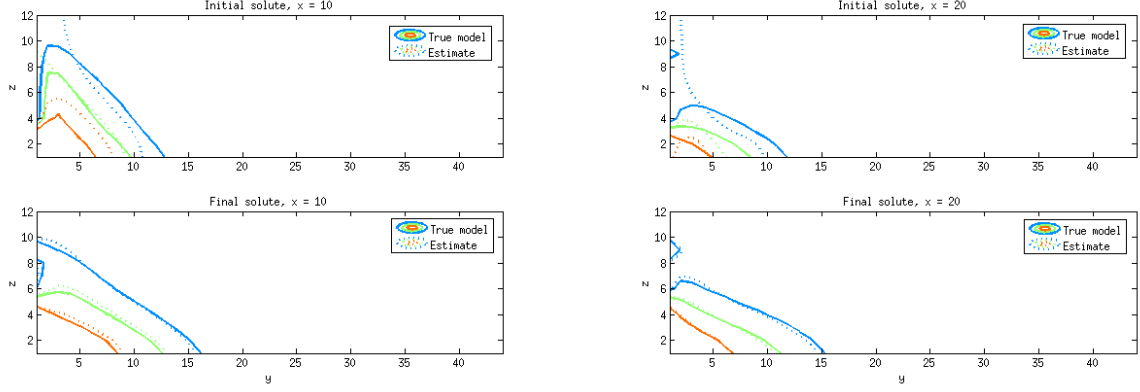 Initial solute, x = 10
12
10
8
6
4
2
z
5 10 15 20 25 30 35 40
True model
Estimate
Initial solute, x = 20
12
10
8
6
4
2
z
5 10 15 20 25 30 35 40
True model
Estimate
Final solute, x = 10
12
10
8
6
4
2
z
5 10 15 20 25 30 35 40
y
True model
Estimate
Final solute, x = 20
12
10
8
6
4
2
z
5 10 15 20 25 30 35 40
y
True model
Estimate